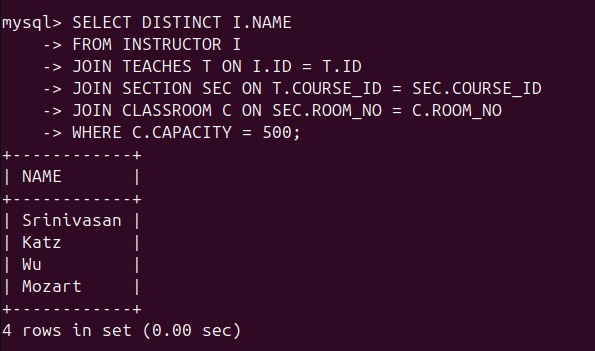 mysql> SELECT DISTINCT I.NAME
    -> FROM INSTRUCTOR I
    -> JOIN TEACHES T ON I.ID = T.ID
    -> JOIN SECTION SEC ON T.COURSE_ID = SEC.COURSE_ID
    -> JOIN CLASSROOM C ON SEC.ROOM_NO = C.ROOM_NO
    -> WHERE C.CAPACITY = 500;
+------------+
| NAME       |
+------------+
| Srinivasan |
| Katz       |
| Wu         |
| Mozart     |
+------------+
4 rows in set (0.00 sec)